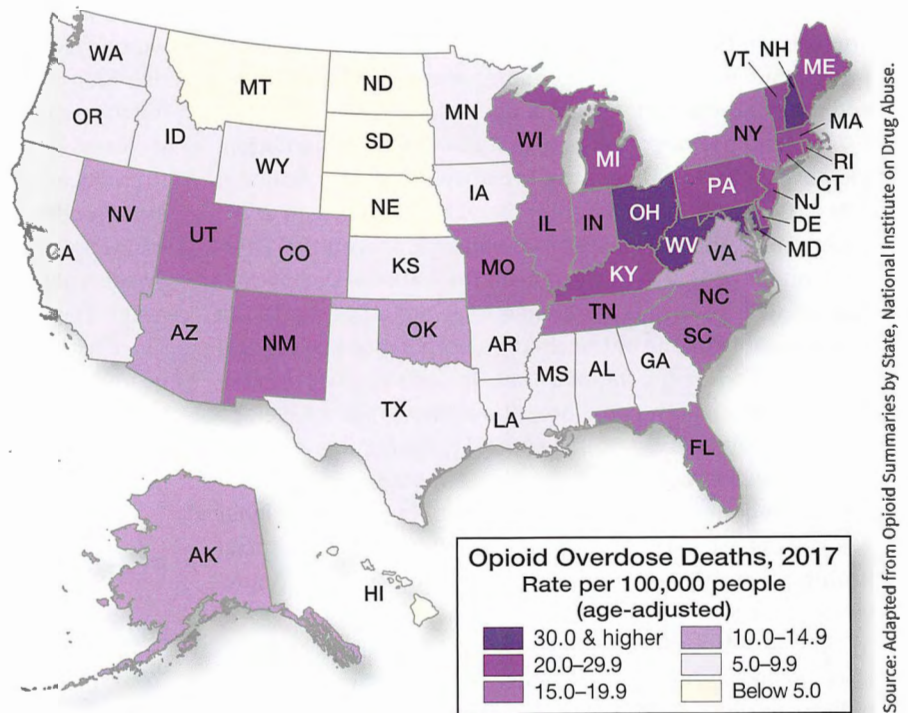 WA
MT
ND
MN
VT
NH
ME
OR
ID
SD
WI
NY
MA
WY
MI
RI
IA
PA
CT
NE
NJ
NV
IL
IN
OH
DE
UT
WV
MD
CO
VA
CA
KS
MO
KY
NC
TN
AZ
OK
SC
NM
AR
MS
AL
GA
TX
LA
FL
AK
HI
Opioid Overdose Deaths, 2017
Rate per 100,000 people
(age-adjusted)
30.0 & higher
20.0–29.9
15.0–19.9
10.0–14.9
5.0–9.9
Below 5.0
Source: Adapted from Opioid Summaries by State, National Institute on Drug Abuse.